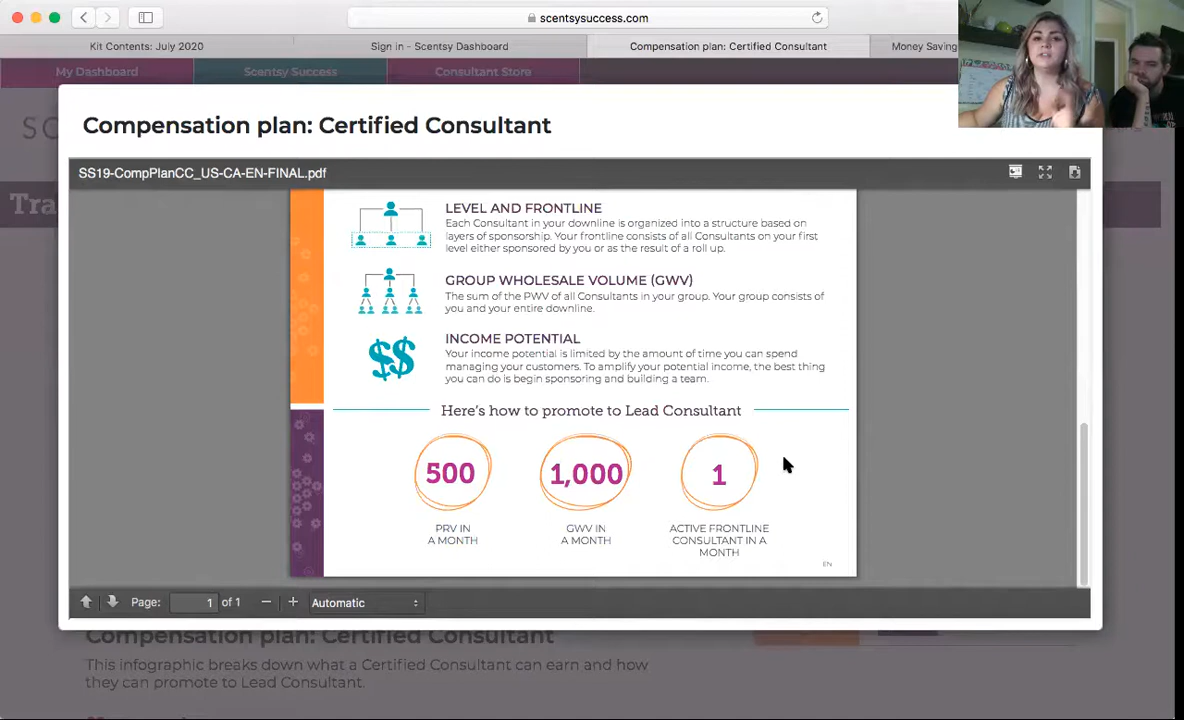 scentsysuccess.com
Kit Contents: July 2020
Sign in - Scentsy Dashboard
Compensation plan: Certified Consultant
Money Saving
My Dashboard
Scentsy Success
Consultant Store
SC
Compensation plan: Certified Consultant
SS19-CompPlanCC_US-CA-EN-FINAL.pdf
Tra
LEVEL AND FRONTLINE
Each Consultant in your downline is organized into a structure based on
layers of sponsorship. Your frontline consists of all Consultants on your first
level either sponsored by you or as the result of a roll up.
GROUP WHOLESALE VOLUME (GWV)
The sum of the PWV of all Consultants in your group. Your group consists of
you and your entire downline.
$$
INCOME POTENTIAL
Your income potential is limited by the amount of time you can spend
managing your customers. To amplify your potential income, the best thing
you can do is begin sponsoring and building a team.
Here's how to promote to Lead Consultant
500
1,000
1
PRV IN
A MONTH
GWV IN
A MONTH
ACTIVE FRONTLINE
CONSULTANT IN A
MONTH
EN
Page: 1 of 1
Automatic
Compensation plan: Certified Consultant
This infographic breaks down what a Certified Consultant can earn and how
they can promote to Lead Consultant.